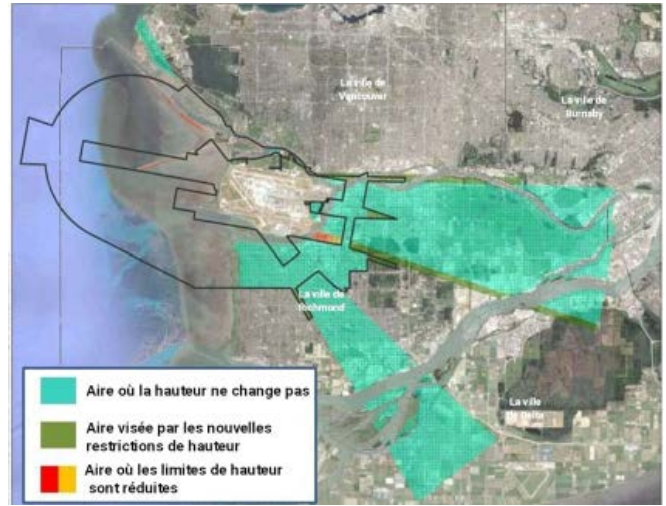 La ville de
Vancouver
La ville de
Burnaby
La ville de
Richmond
La ville
de Delta
Aire où la hauteur ne change pas
Aire visée par les nouvelles
restrictions de hauteur
Aire où les limites de hauteur
sont réduites